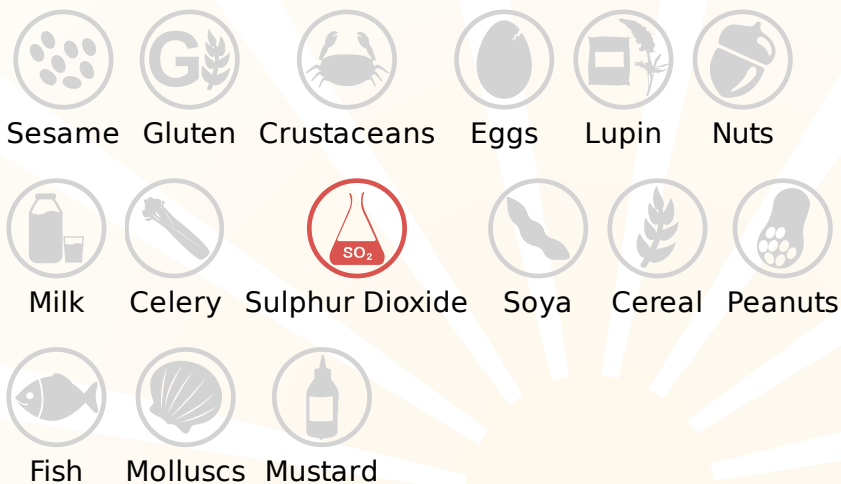 G
Sesame Gluten Crustaceans Eggs Lupin Nuts
SO₂
Milk Celery Sulphur Dioxide Soya Cereal Peanuts
Fish Molluscs Mustard